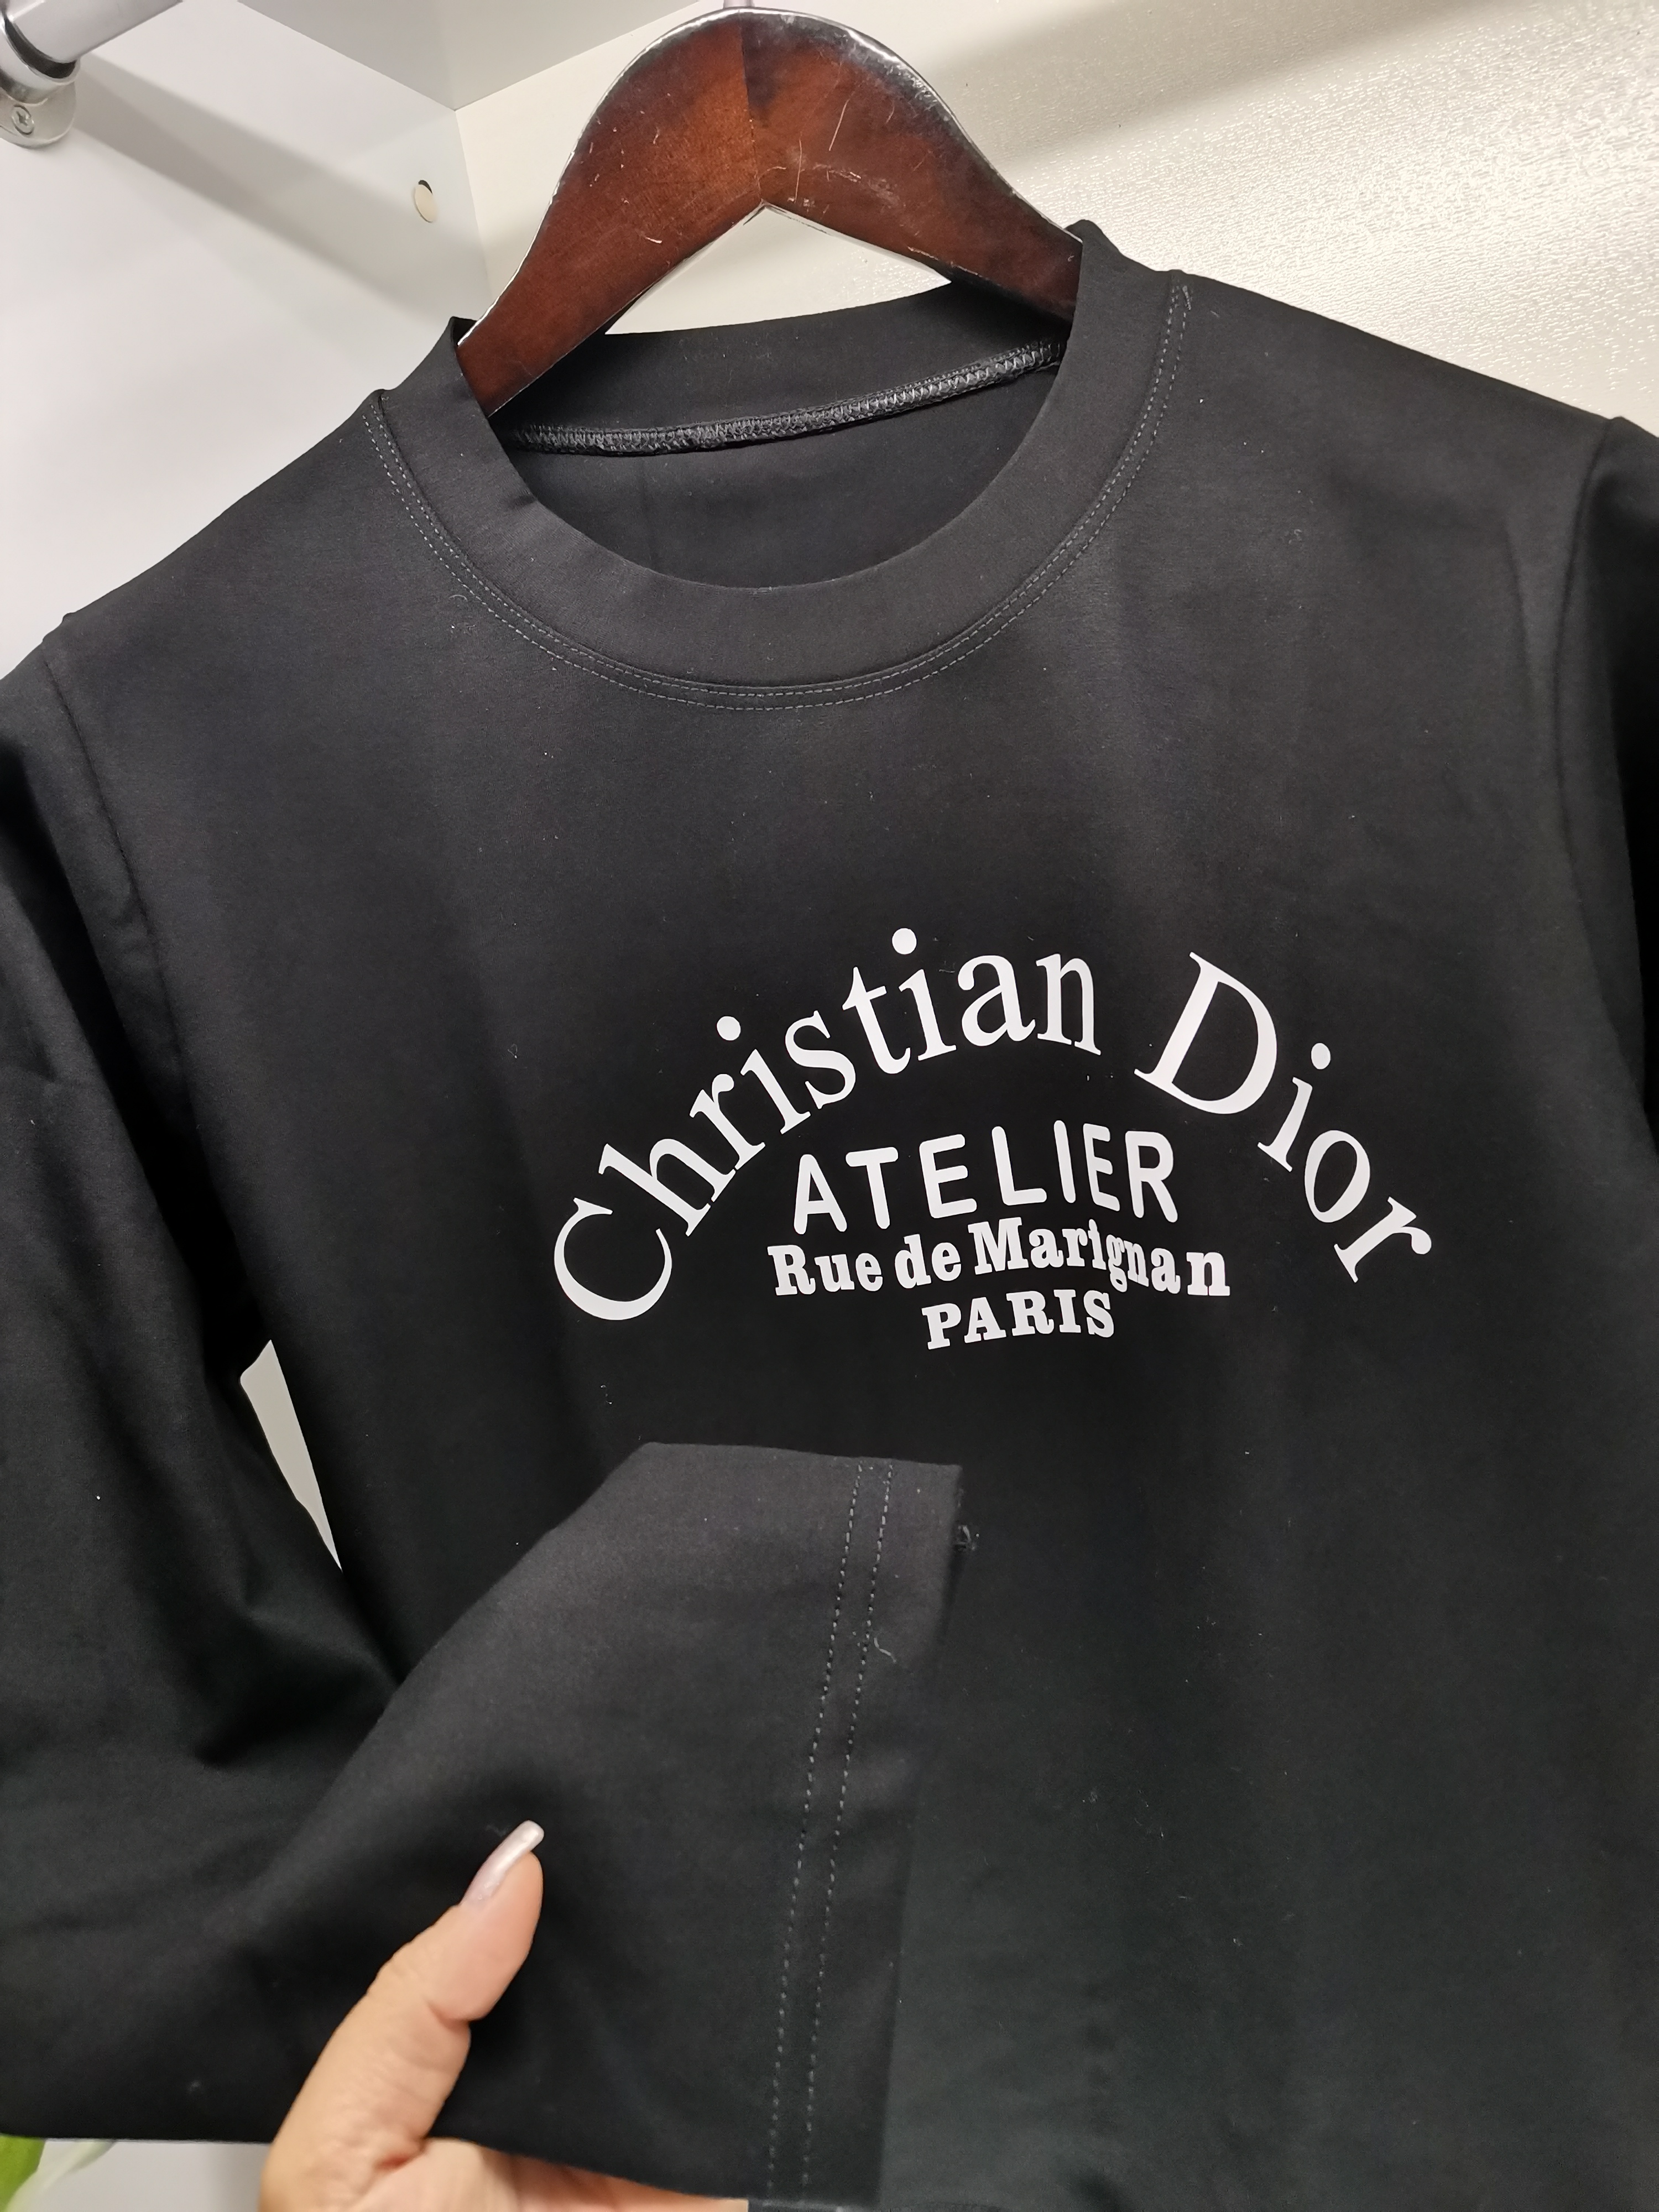 Christian Dior
ATELIER
Rue de Marignan
PARIS